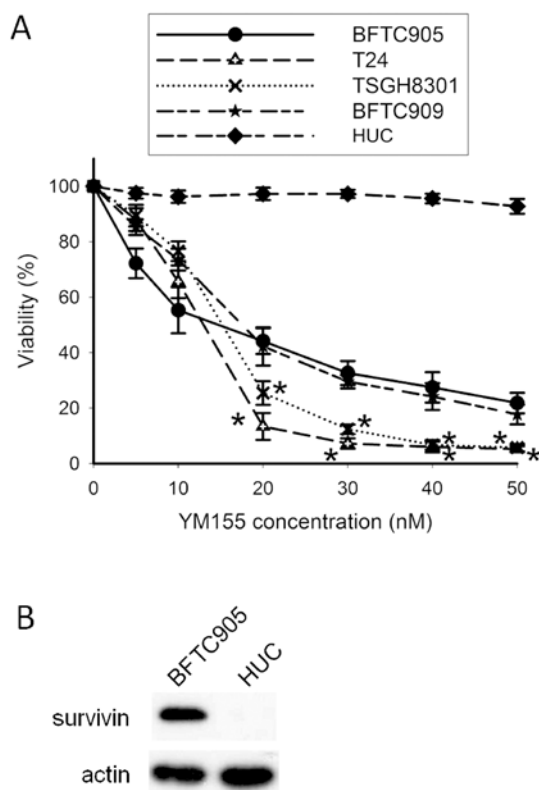 A
BFTC905
T24
TSGH8301
BFTC909
HUC
100
80
60
40
20
0
Viability (%)
* * * * * * * *
0 10 20 30 40 50
YM155 concentration (nM)
B
BFTC905 HUC
survivin
actin